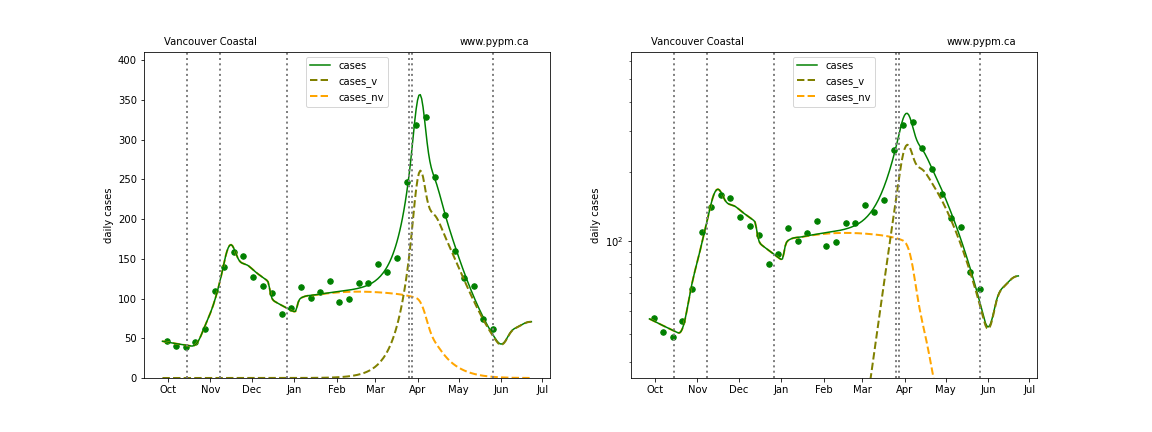 Vancouver Coastal www.pypm.ca
400
350
300
250
200
150
100
50
0
daily cases
cases
cases_v
cases_nv
Oct Nov Dec Jan Feb Mar Apr May Jun Jul
Vancouver Coastal www.pypm.ca
10²
daily cases
cases
cases_v
cases_nv
Oct Nov Dec Jan Feb Mar Apr May Jun Jul